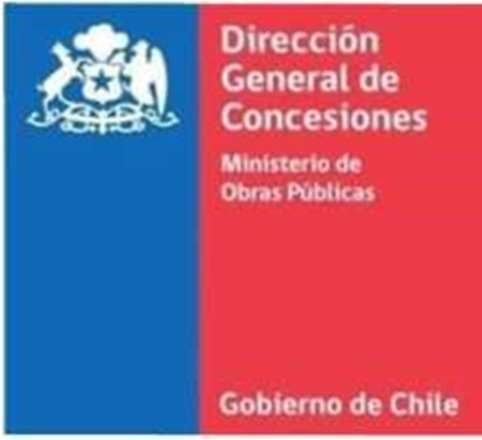 Dirección
General de
Concesiones
Ministerio de
Obras Públicas
Gobierno de Chile